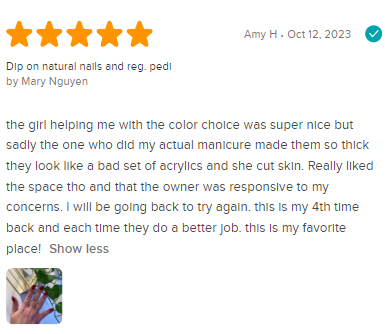 Amy H • Oct 12, 2023
Dip on natural nails and reg. pedi
by Mary Nguyen
the girl helping me with the color choice was super nice but
sadly the one who did my actual manicure made them so thick
they look like a bad set of acrylics and she cut skin. Really liked
the space tho and that the owner was responsive to my
concerns. I will be going back to try again. this is my 4th time
back and each time they do a better job. this is my favorite
place! Show less